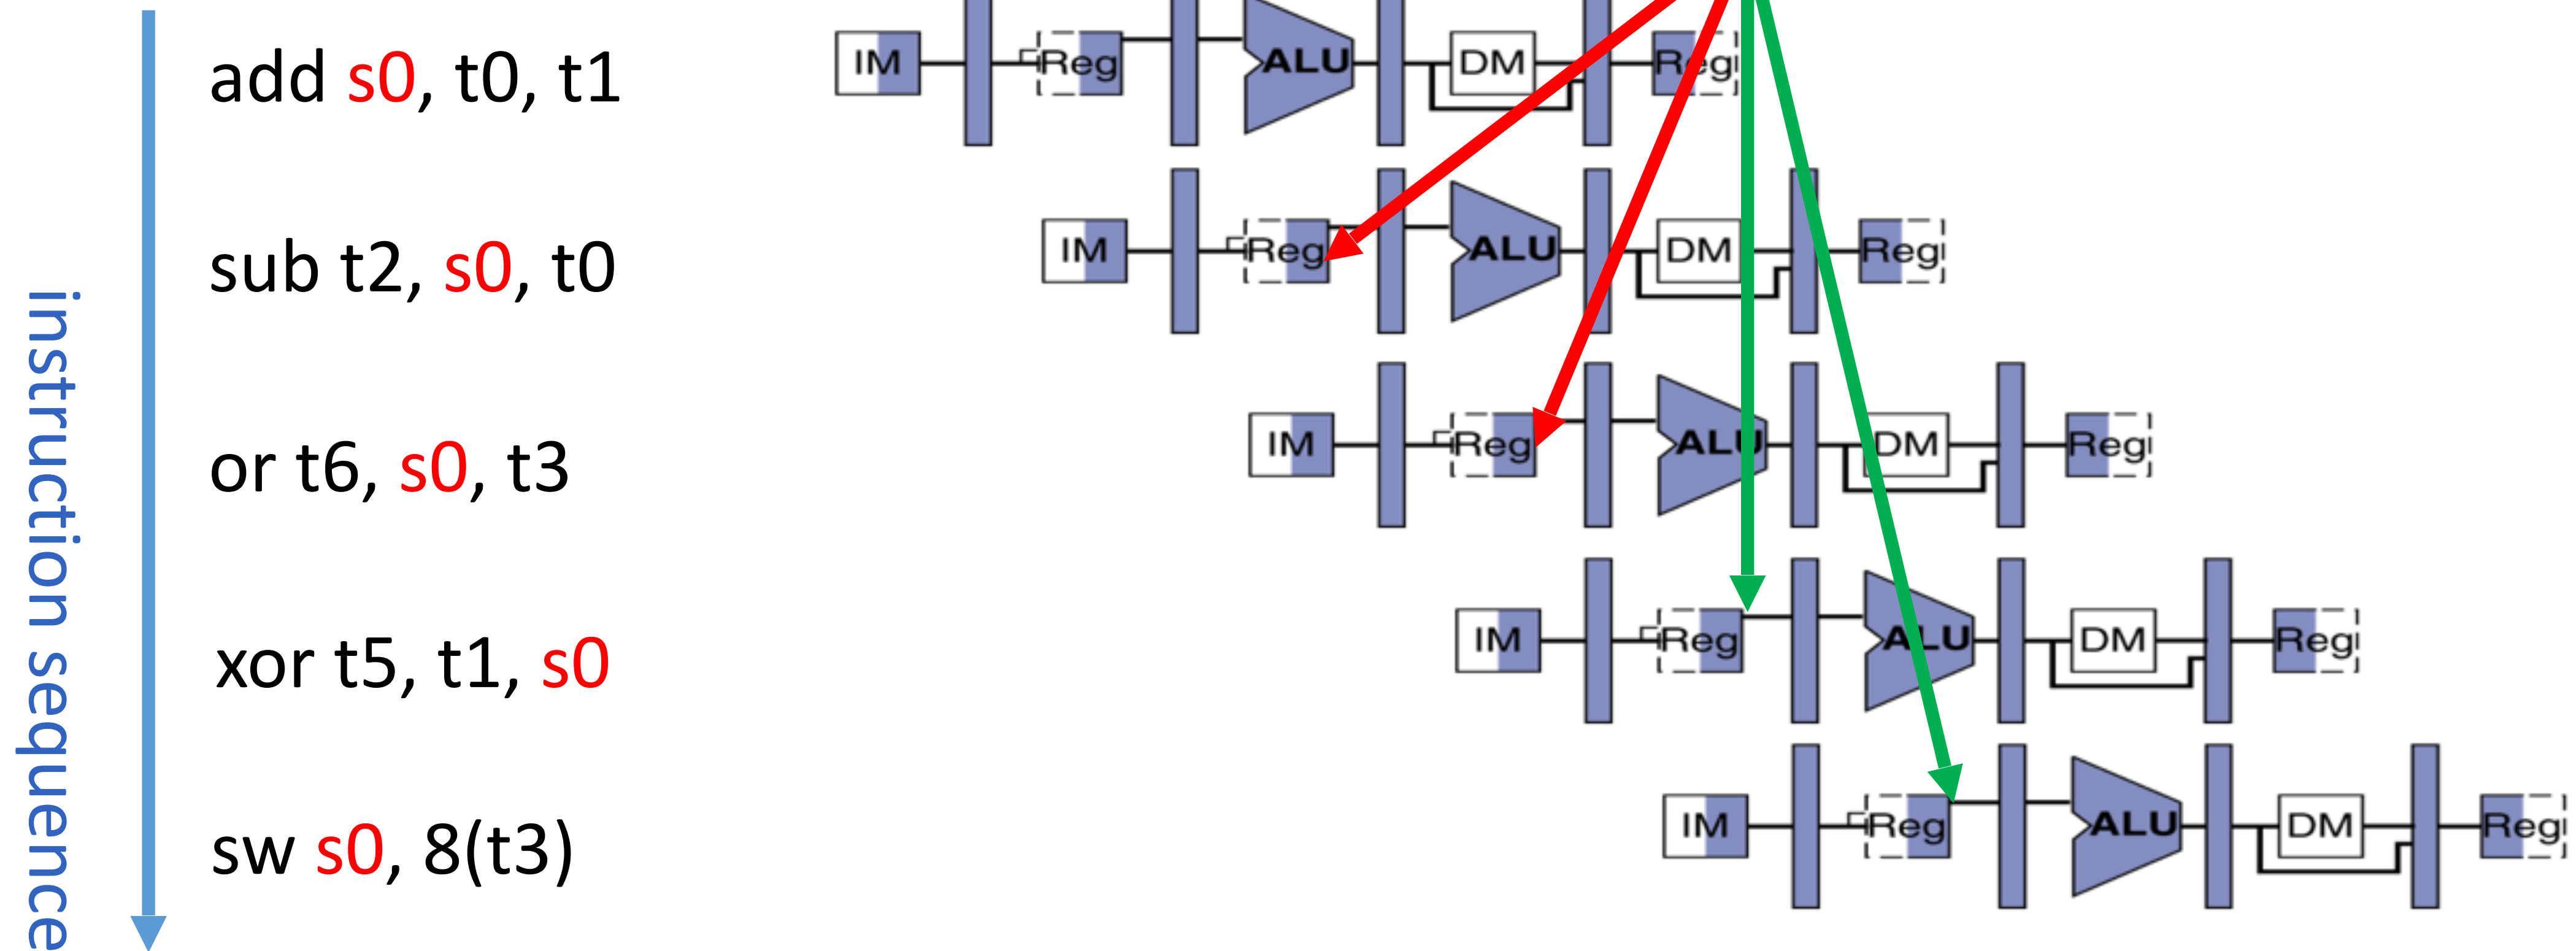 instruction sequence
add s0, t0, t1
IM Reg ALU DM Reg
sub t2, s0, t0
IM Reg ALU DM Reg
or t6, s0, t3
IM Reg ALU DM Reg
xor t5, t1, s0
IM Reg ALU DM Reg
sw s0, 8(t3)
IM Reg ALU DM Reg